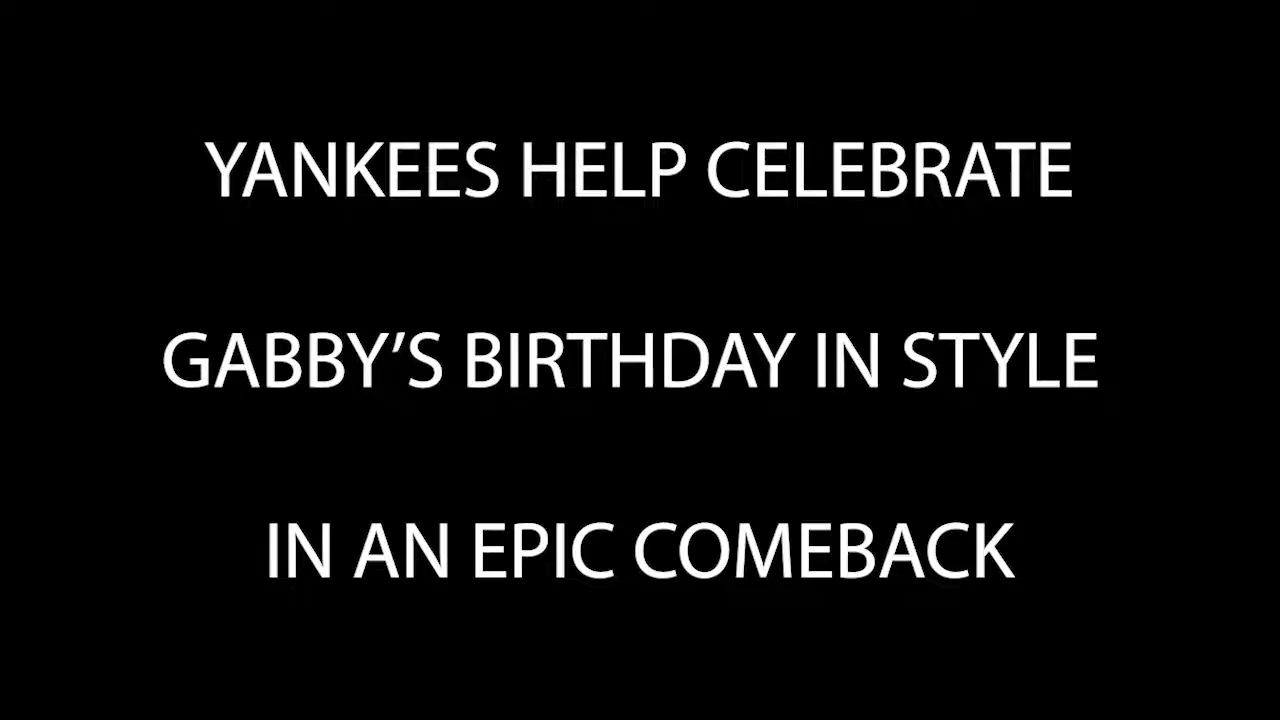 YANKEES HELP CELEBRATE
GABBY’S BIRTHDAY IN STYLE
IN AN EPIC COMEBACK